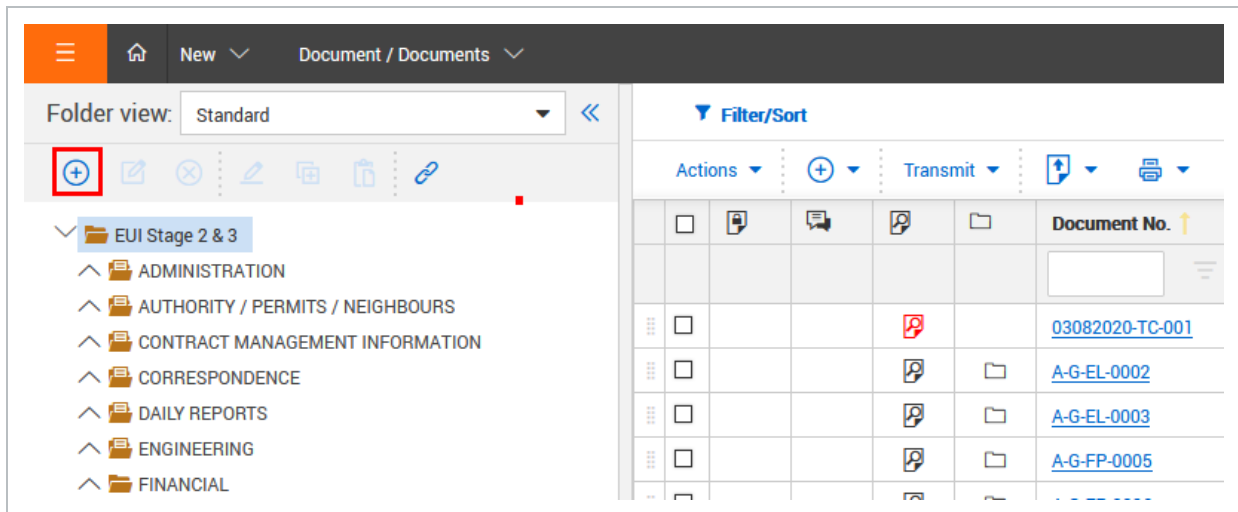 New
Document / Documents
Folder view: Standard
Filter/Sort
Actions
Transmit
Document No.
EUI Stage 2 & 3
ADMINISTRATION
AUTHORITY / PERMITS / NEIGHBOURS
CONTRACT MANAGEMENT INFORMATION
CORRESPONDENCE
DAILY REPORTS
ENGINEERING
FINANCIAL
03082020-TC-001
A-G-EL-0002
A-G-EL-0003
A-G-FP-0005